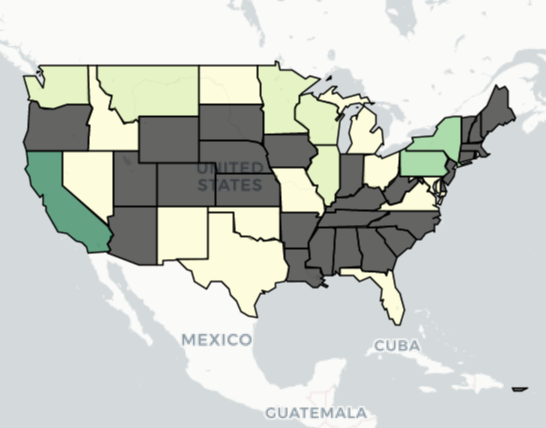 UNITED
STATES
MEXICO
CUBA
GUATEMALA